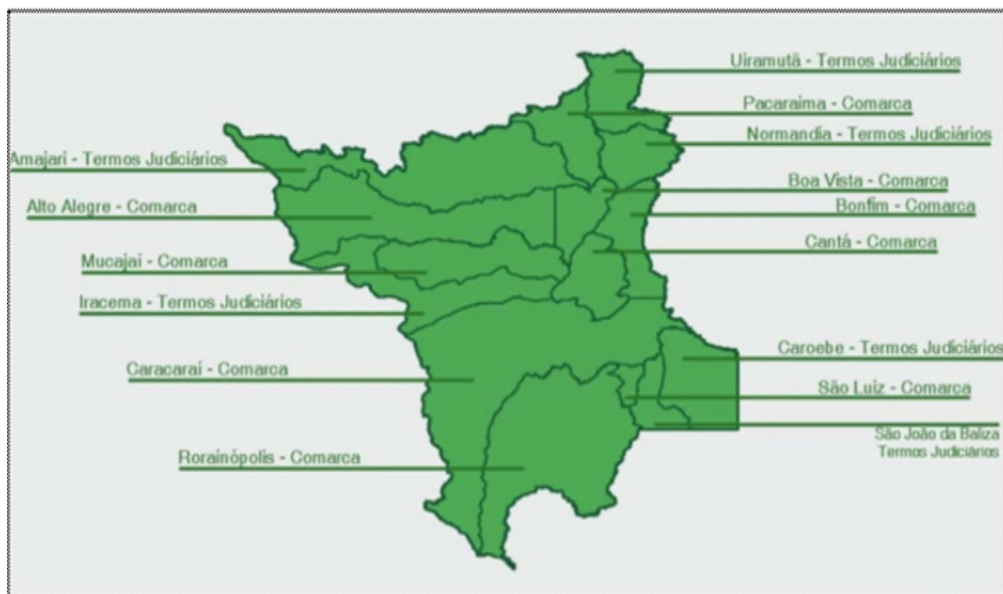 Uiramutã - Termos Judiciários
Pacaraima - Comarca
Normandia - Termos Judiciários
Amajari - Termos Judiciários
Boa Vista - Comarca
Alto Alegre - Comarca
Bonfim - Comarca
Cantá - Comarca
Mucajaí - Comarca
Iracema - Termos Judiciários
Caroebe - Termos Judiciários
Caracaraí - Comarca
São Luiz - Comarca
São João da Baliza
Termos Judiciários
Rorainópolis - Comarca